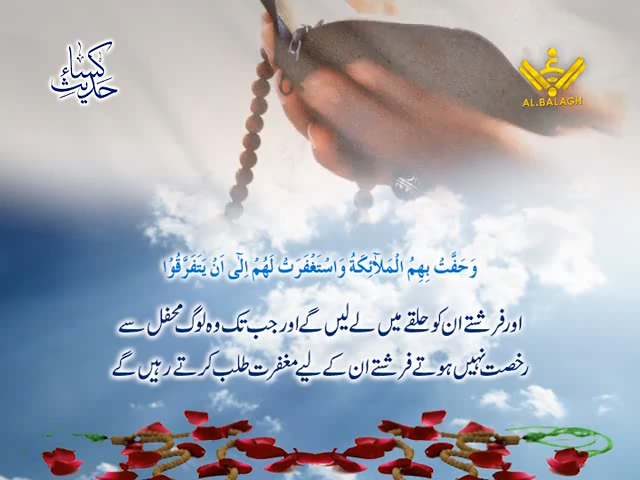 حدیثِ کساء
AL.BALAGH
وَحَفَّتْ بِهِمُ الْمَلَآئِكَةُ وَاسْتَغْفَرَتْ لَهُمْ اِلٰٓى اَنْ يَتَفَرَّقُوْا
اور فرشتے ان کو حلقے میں لے لیں گے اور جب تک وہ لوگ محفل سے
رخصت نہیں ہوتے فرشتے ان کے لیے مغفرت طلب کرتے رہیں گے